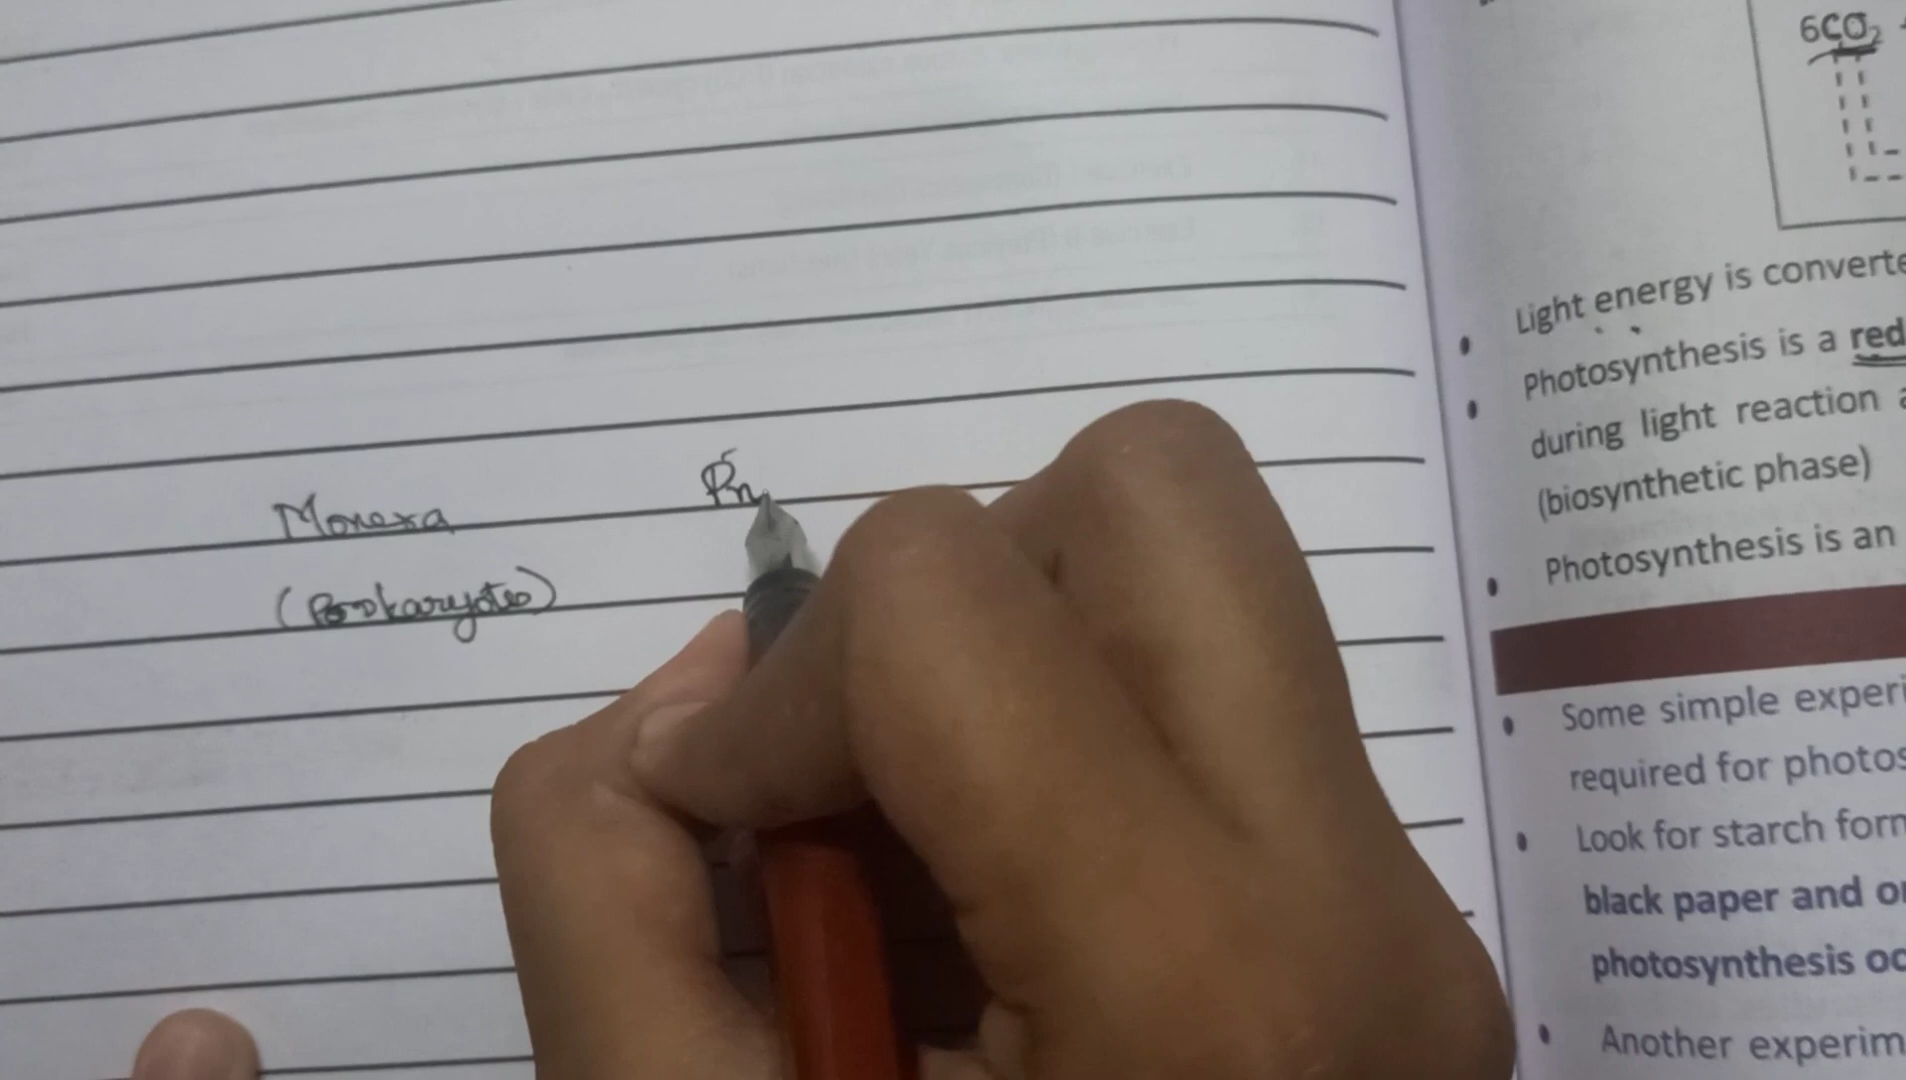 Monera
(Prokaryotes)
6CO₂
Light energy is converte
Photosynthesis is a red
during light reaction a
(biosynthetic phase)
Photosynthesis is an
Some simple experi
required for photos
Look for starch form
black paper and or
photosynthesis oc
Another experim